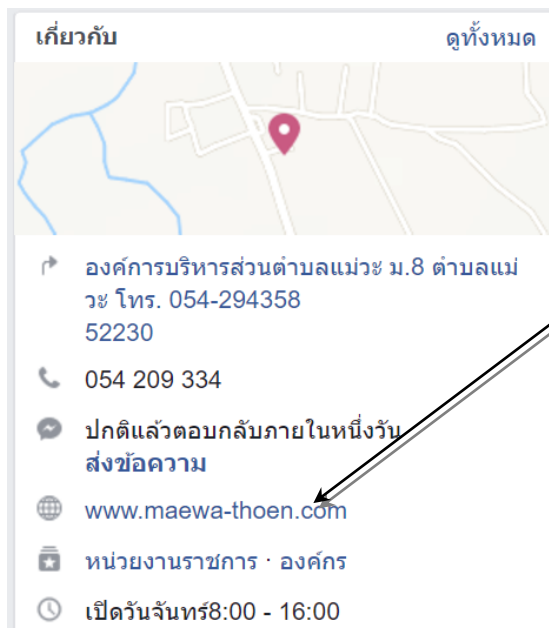 เกี่ยวกับ ดูทั้งหมด
องค์การบริหารส่วนตำบลแม่วะ ม.8 ตำบลแม่
วะ โทร. 054-294358
52230
054 209 334
ปกติแล้วตอบกลับภายในหนึ่งวัน
ส่งข้อความ
www.maewa-thoen.com
หน่วยงานราชการ · องค์กร
เปิดวันจันทร์8:00 - 16:00